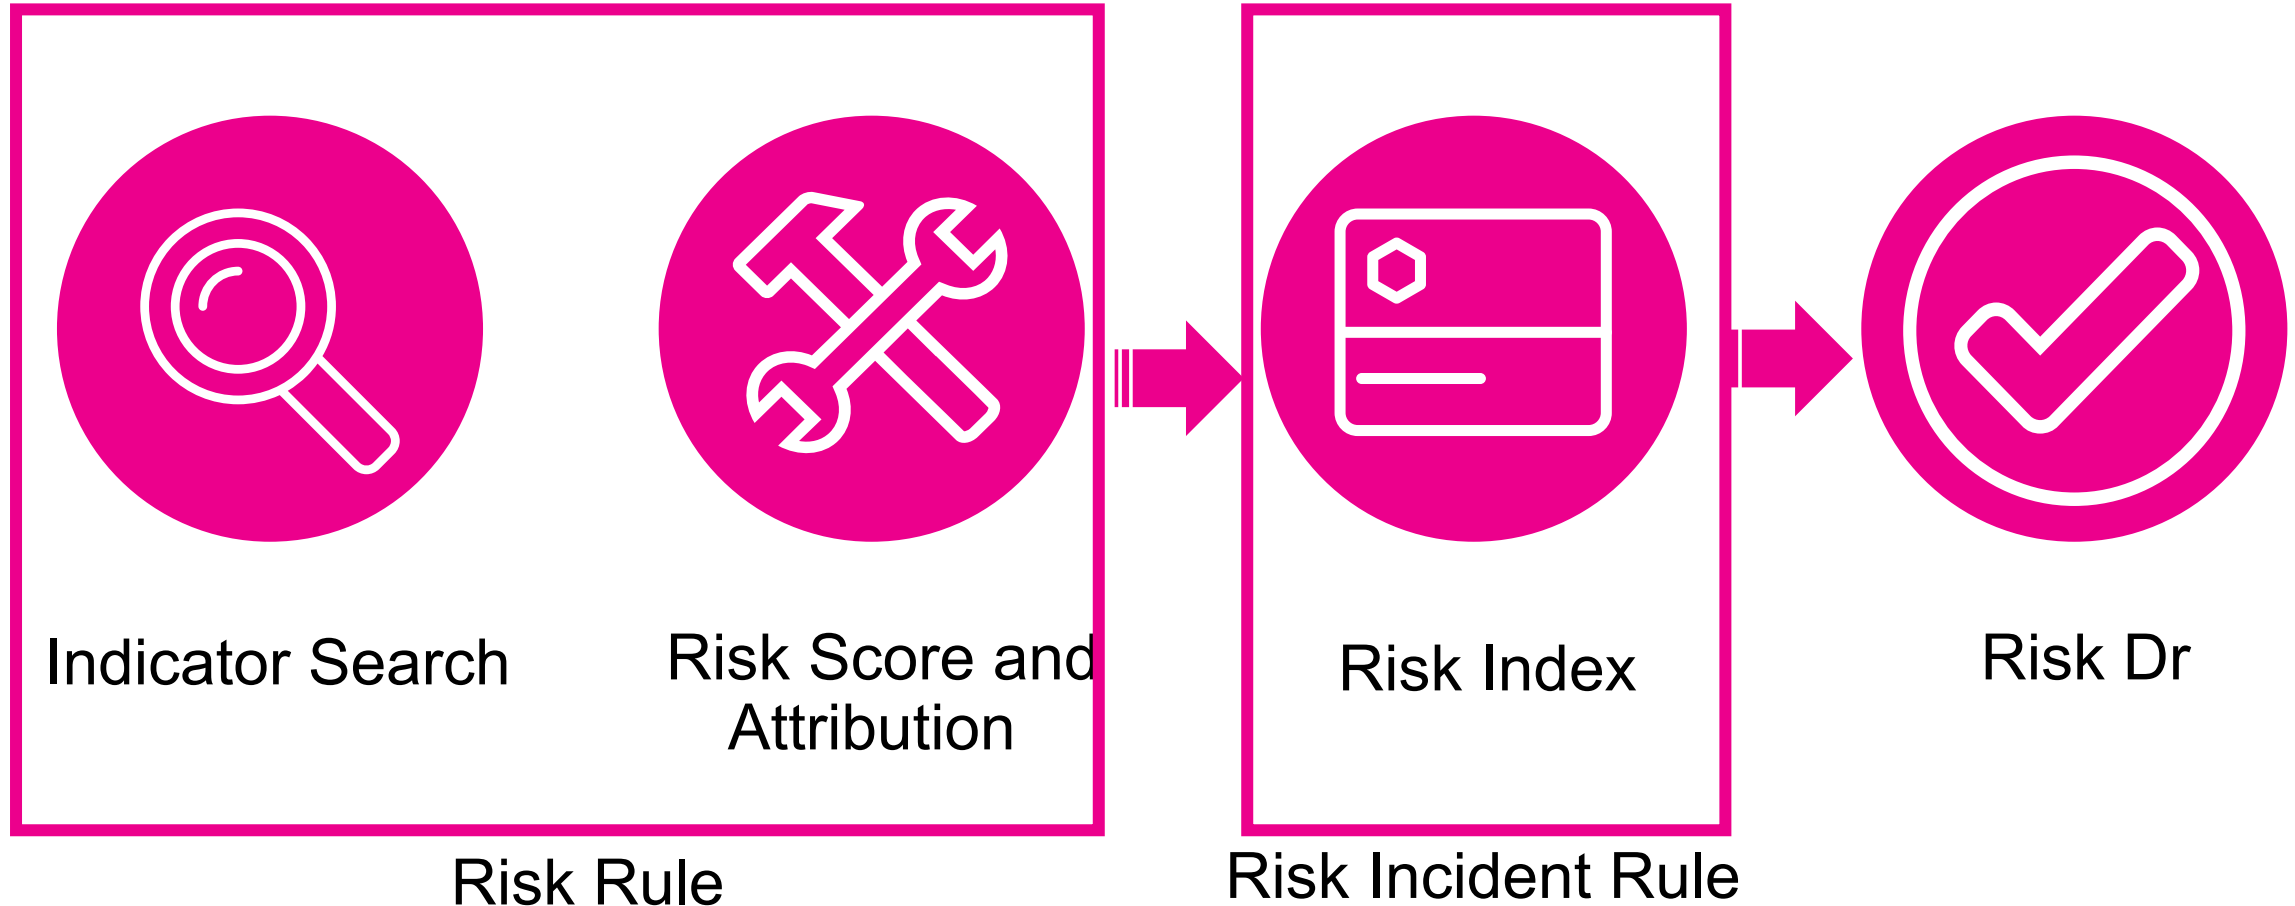 Indicator Search
Risk Score and
Attribution
Risk Index
Risk Dr
Risk Rule
Risk Incident Rule